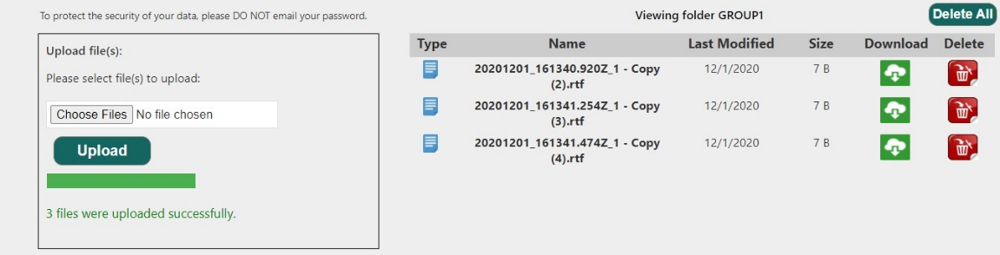 To protect the security of your data, please DO NOT email your password.
Upload file(s):
Please select file(s) to upload:
Choose Files No file chosen
Upload
3 files were uploaded successfully.
Viewing folder GROUP1
Delete All
Type Name Last Modified Size Download Delete
20201201_161340.920Z_1 - Copy 12/1/2020 7 B
(2).rtf
20201201_161341.254Z_1 - Copy 12/1/2020 7 B
(3).rtf
20201201_161341.474Z_1 - Copy 12/1/2020 7 B
(4).rtf